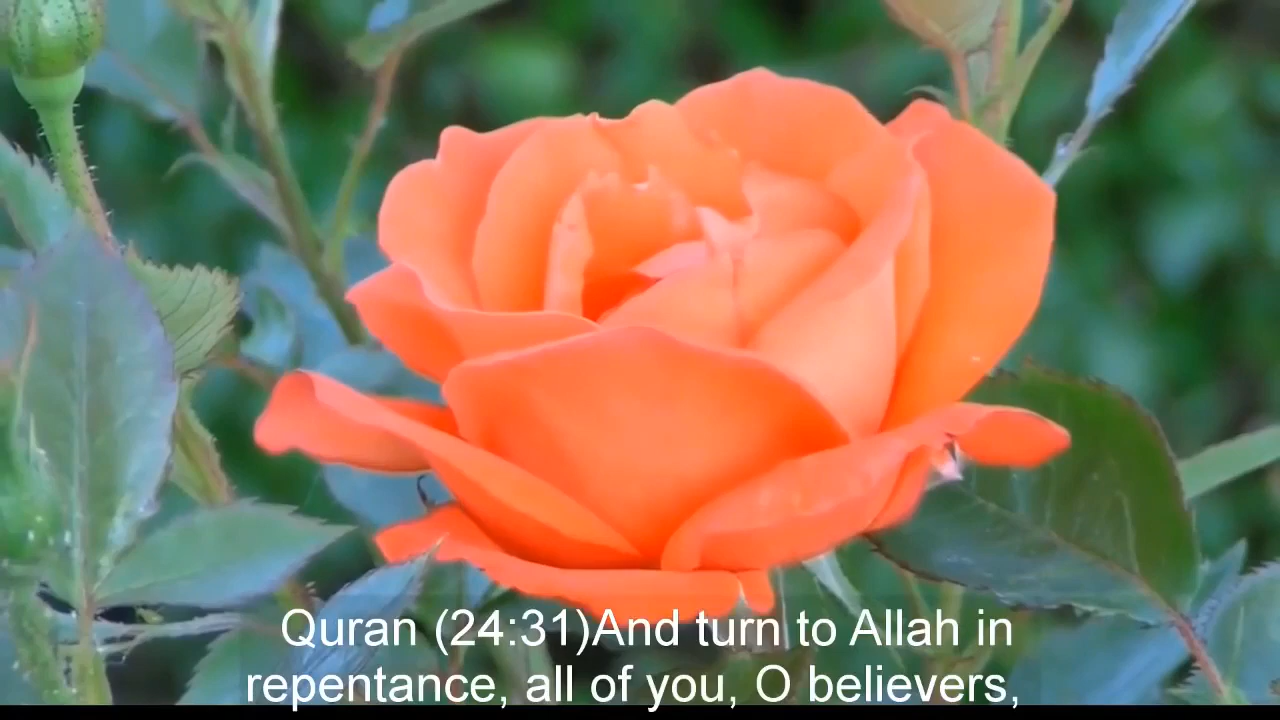 Quran (24:31)And turn to Allah in
repentance, all of you, O believers,